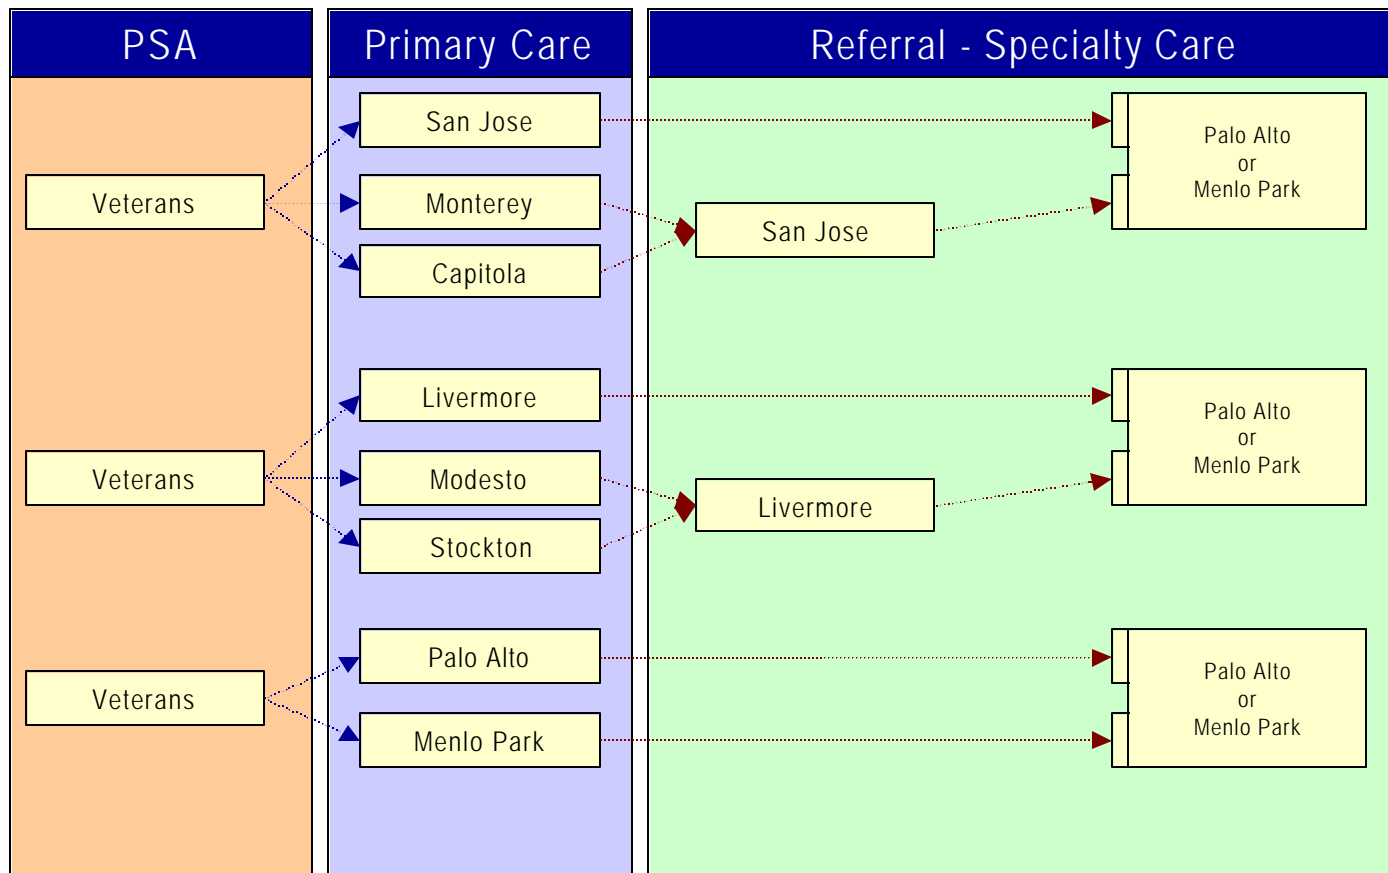 PSA
Primary Care
Referral - Specialty Care
Veterans
San Jose
Monterey
Capitola
San Jose
Palo Alto
or
Menlo Park
Veterans
Livermore
Modesto
Stockton
Livermore
Palo Alto
or
Menlo Park
Veterans
Palo Alto
Menlo Park
Palo Alto
or
Menlo Park